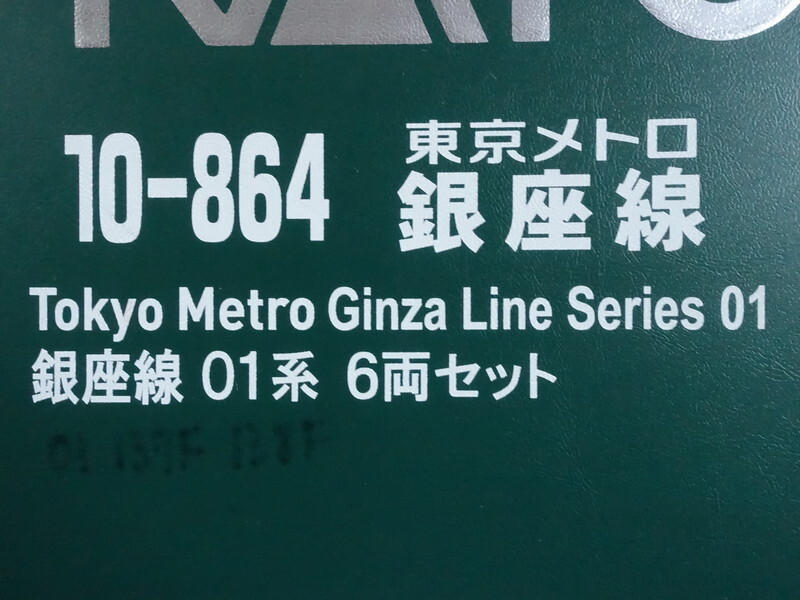 KATO
10-864
東京メトロ
銀座線
Tokyo Metro Ginza Line Series 01
銀座線 01系 6両セット